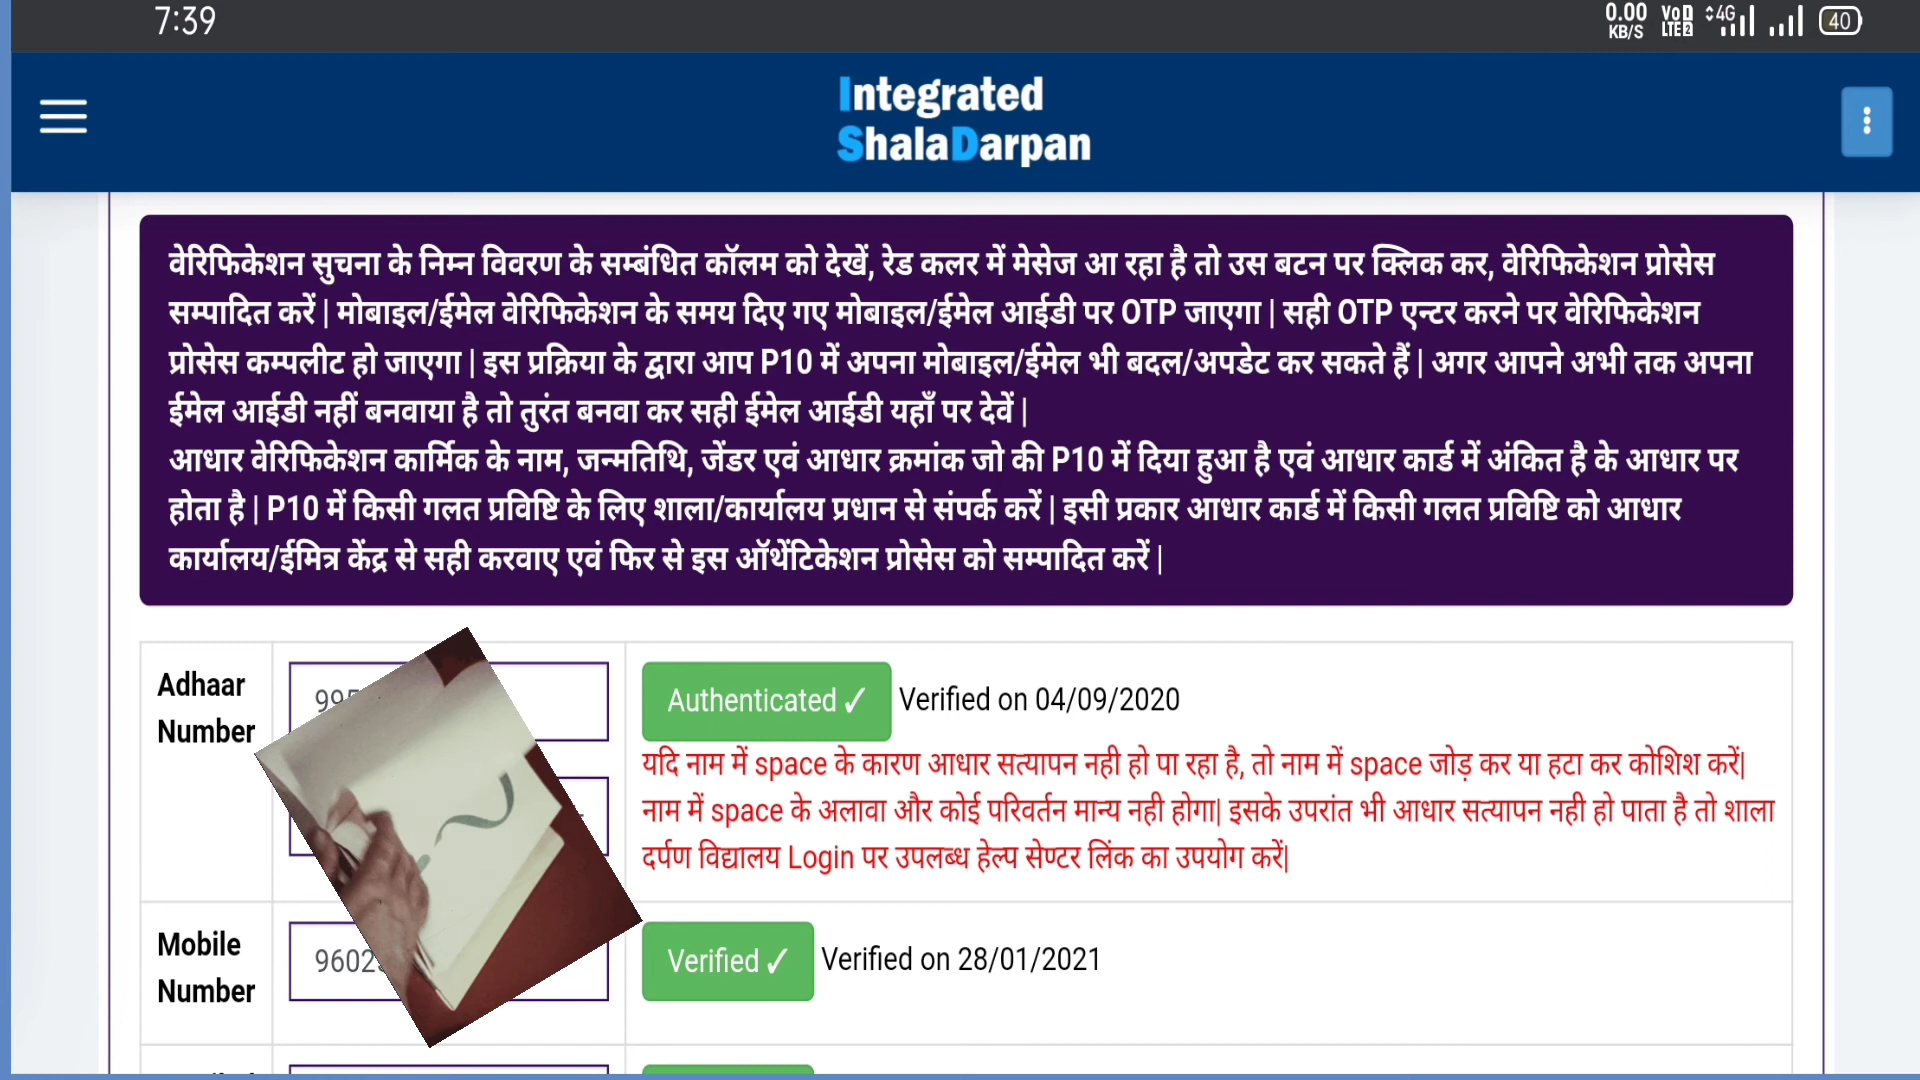 7:39
0.00 KB/S VoD LTE2 4G 40
Integrated
ShalaDarpan
वेरिफिकेशन सुचना के निम्न विवरण के सम्बंधित कॉलम को देखें, रेड कलर में मेसेज आ रहा है तो उस बटन पर क्लिक कर, वेरिफिकेशन प्रोसेस
सम्पादित करें | मोबाइल/ईमेल वेरिफिकेशन के समय दिए गए मोबाइल/ईमेल आईडी पर OTP जाएगा | सही OTP एन्टर करने पर वेरिफिकेशन
प्रोसेस कम्पलीट हो जाएगा | इस प्रक्रिया के द्वारा आप P10 में अपना मोबाइल/ईमेल भी बदल/अपडेट कर सकते हैं | अगर आपने अभी तक अपना
ईमेल आईडी नहीं बनवाया है तो तुरंत बनवा कर सही ईमेल आईडी यहाँ पर देवें |
आधार वेरिफिकेशन कार्मिक के नाम, जन्मतिथि, जेंडर एवं आधार क्रमांक जो की P10 में दिया हुआ है एवं आधार कार्ड में अंकित है के आधार पर
होता है | P10 में किसी गलत प्रविष्टि के लिए शाला/कार्यालय प्रधान से संपर्क करें | इसी प्रकार आधार कार्ड में किसी गलत प्रविष्टि को आधार
कार्यालय/ईमित्र केंद्र से सही करवाए एवं फिर से इस ऑथेंटिकेशन प्रोसेस को सम्पादित करें |
Adhaar
Number
995
Authenticated ✓ Verified on 04/09/2020
यदि नाम में space के कारण आधार सत्यापन नही हो पा रहा है, तो नाम में space जोड़ कर या हटा कर कोशिश करें|
नाम में space के अलावा और कोई परिवर्तन मान्य नही होगा| इसके उपरांत भी आधार सत्यापन नही हो पाता है तो शाला
दर्पण विद्यालय Login पर उपलब्ध हेल्प सेण्टर लिंक का उपयोग करें|
Mobile
Number
9602
Verified ✓ Verified on 28/01/2021